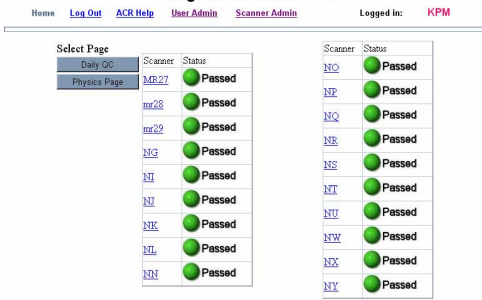 Home Log Out ACR Help User Admin Scanner Admin Logged in: KPM
Select Page
Daily QC
Physics Page
Scanner Status
MR27 Passed
mr28 Passed
mr29 Passed
NG Passed
NI Passed
NJ Passed
NK Passed
NL Passed
NN Passed
Scanner Status
NO Passed
NP Passed
NQ Passed
NR Passed
NS Passed
NT Passed
NU Passed
NW Passed
NX Passed
NY Passed